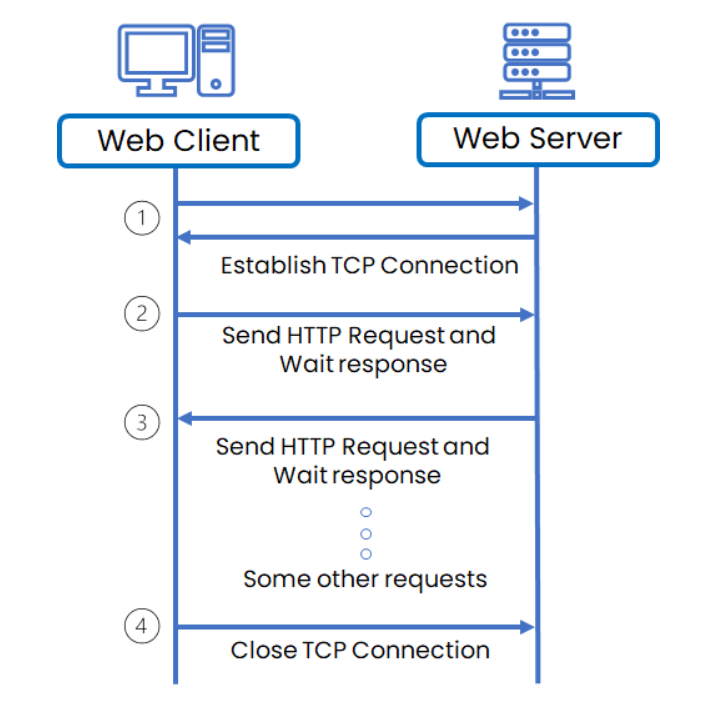 Web Client
Web Server
1
Establish TCP Connection
2
Send HTTP Request and
Wait response
3
Send HTTP Request and
Wait response
Some other requests
4
Close TCP Connection